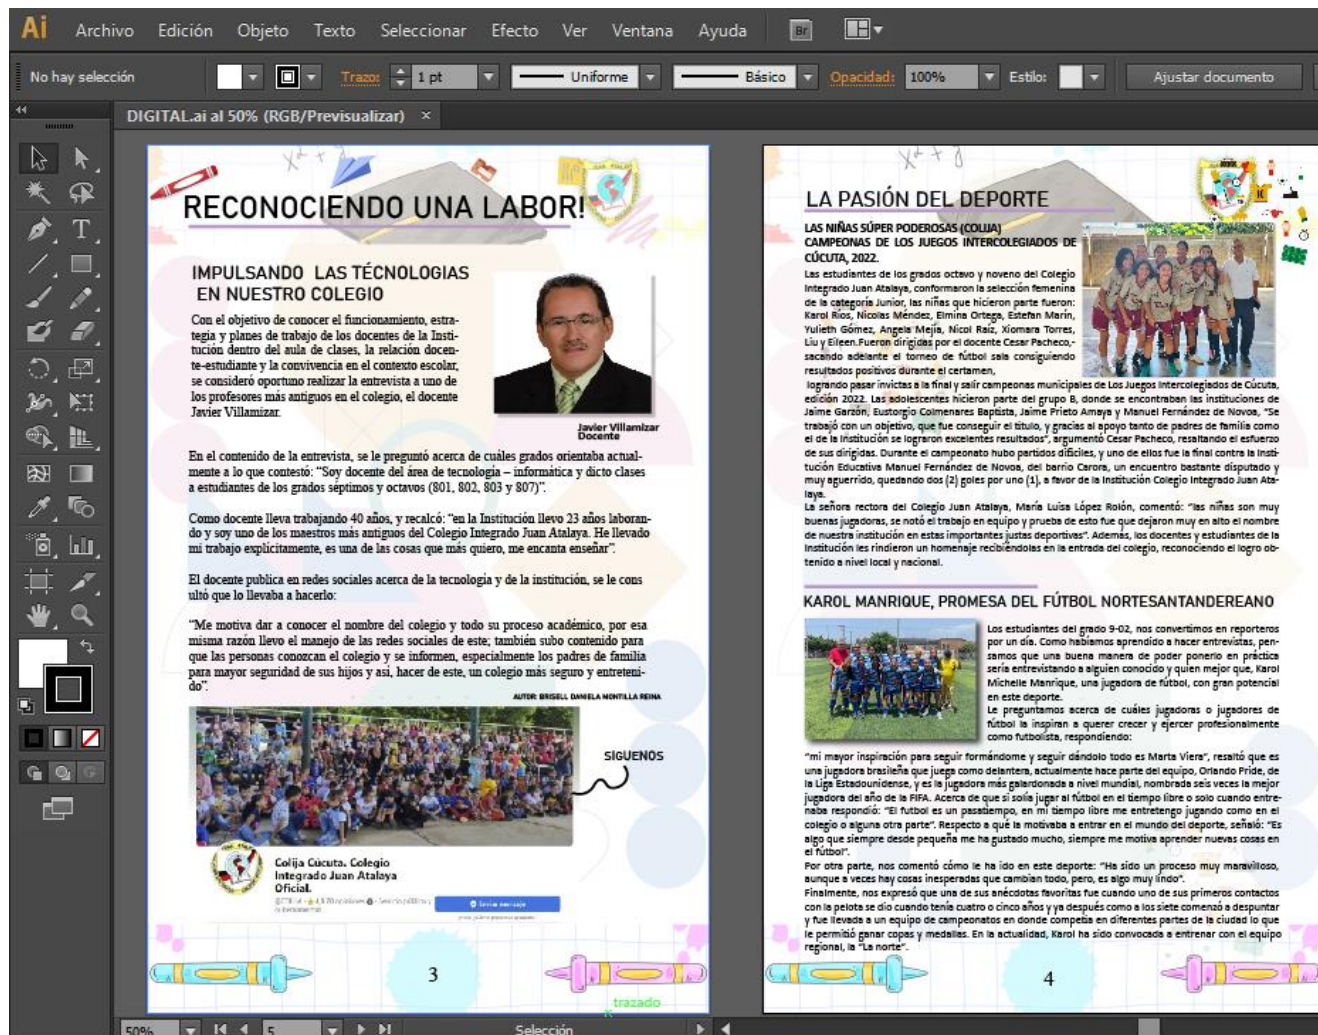 Ai Archivo Edición Objeto Texto Seleccionar Efecto Ver Ventana Ayuda Br
No hay selección Trazo: 1 pt Uniforme Básico Opacidad: 100% Estilo: Ajustar documento
DIGITAL.ai al 50% (RGB/Previsualizar) ×
x² + y
RECONOCIENDO UNA LABOR!
IMPULSANDO LAS TÉCNOLOGIAS
EN NUESTRO COLEGIO
Con el objetivo de conocer el funcionamiento, estra-
tegia y planes de trabajo de los docentes de la Insti-
tución dentro del aula de clases, la relación docen-
te-estudiante y la convivencia en el contexto escolar,
se consideró oportuno realizar la entrevista a uno de
los profesores más antiguos en el colegio, el docente
Javier Villamizar.
Javier Villamizar
Docente
En el contenido de la entrevista, se le preguntó acerca de cuáles grados orientaba actual-
mente a lo que contestó: “Soy docente del área de tecnología – informática y dicto clases
a estudiantes de los grados séptimos y octavos (801, 802, 803 y 807)”.
Como docente lleva trabajando 40 años, y recalcó: “en la Institución llevo 23 años laboran-
do y soy uno de los maestros más antiguos del Colegio Integrado Juan Atalaya. He llevado
mi trabajo explícitamente, es una de las cosas que más quiero, me encanta enseñar”.
El docente publica en redes sociales acerca de la tecnología y de la institución, se le cons
ultó que lo llevaba a hacerlo:
“Me motiva dar a conocer el nombre del colegio y todo su proceso académico, por esa
misma razón llevo el manejo de las redes sociales de este; también subo contenido para
que las personas conozcan el colegio y se informen, especialmente los padres de familia
para mayor seguridad de sus hijos y así, hacer de este, un colegio más seguro y entreteni-
do”.
AUTOR: BRISELL DANIELA MONTILLA REINA
SIGUENOS
Colija Cúcuta. Colegio
Integrado Juan Atalaya
Oficial.
Enviar mensaje
3
trazado
x² + y
LA PASIÓN DEL DEPORTE
LAS NIÑAS SÚPER PODEROSAS (COLIJA)
CAMPEONAS DE LOS JUEGOS INTERCOLEGIADOS DE
CÚCUTA, 2022.
Las estudiantes de los grados octavo y noveno del Colegio
Integrado Juan Atalaya, conformaron la selección femenina
de la categoría Junior, las niñas que hicieron parte fueron:
Karol Rios, Nicolas Méndez, Elmina Ortega, Estefan Marín,
Yulieth Gómez, Angela Mejía, Nicol Raiz, Xiomara Torres,
Liu y Eileen.Fueron dirigidas por el docente Cesar Pacheco,-
sacando adelante el torneo de fútbol sala consiguiendo
resultados positivos durante el certamen,
logrando pasar invictas a la final y salir campeonas municipales de Los Juegos Intercolegiados de Cúcuta,
edición 2022. Las adolescentes hicieron parte del grupo B, donde se encontraban las instituciones de
Jaime Garzón, Eustorgio Colmenares Baptista, Jaime Prieto Amaya y Manuel Fernández de Novoa, “Se
trabajó con un objetivo, que fue conseguir el título, y gracias al apoyo tanto de padres de familia como
el de la Institución se lograron excelentes resultados”, argumentó Cesar Pacheco, resaltando el esfuerzo
de sus dirigidas. Durante el campeonato hubo partidos difíciles, y uno de ellos fue la final contra la Insti-
tución Educativa Manuel Fernández de Novoa, del barrio Carora, un encuentro bastante disputado y
muy aguerrido, quedando dos (2) goles por uno (1), a favor de la Institución Colegio Integrado Juan Ata-
laya.
La señora rectora del Colegio Juan Atalaya, María Luisa López Rolón, comentó: “las niñas son muy
buenas jugadoras, se notó el trabajo en equipo y prueba de esto fue que dejaron muy en alto el nombre
de nuestra institución en estas importantes justas deportivas”. Además, los docentes y estudiantes de la
institución les rindieron un homenaje recibiéndolas en la entrada del colegio, reconociendo el logro ob-
tenido a nivel local y nacional.
KAROL MANRIQUE, PROMESA DEL FÚTBOL NORTESANTANDEREANO
Los estudiantes del grado 9-02, nos convertimos en reporteros
por un día. Como habíamos aprendido a hacer entrevistas, pen-
samos que una buena manera de poder ponerlo en práctica
sería entrevistando a alguien conocido y quien mejor que, Karol
Michelle Manrique, una jugadora de fútbol, con gran potencial
en este deporte.
Le preguntamos acerca de cuáles jugadoras o jugadores de
fútbol la inspiran a querer crecer y ejercer profesionalmente
como futbolista, respondiendo:
“mi mayor inspiración para seguir formándome y seguir dándolo todo es Marta Viera”, resaltó que es
una jugadora brasileña que juega como delantera, actualmente hace parte del equipo, Orlando Pride, de
la Liga Estadounidense, y es la jugadora más galardonada a nivel mundial, nombrada seis veces la mejor
jugadora del año de la FIFA. Acerca de que si solía jugar al fútbol en el tiempo libre o solo cuando entre-
naba respondió: “El futbol es un pasatiempo, en mi tiempo libre me entretengo jugando como en el
colegio o alguna otra parte”. Respecto a qué la motivaba a entrar en el mundo del deporte, señaló: “Es
algo que siempre desde pequeña me ha gustado mucho, siempre me motiva aprender nuevas cosas en
el fútbol”.
Por otra parte, nos comentó cómo le ha ido en este deporte: “Ha sido un proceso muy maravilloso,
aunque a veces hay cosas inesperadas que cambian todo, pero, es algo muy lindo”.
Finalmente, nos expresó que una de sus anécdotas favoritas fue cuando uno de sus primeros contactos
con la pelota se dio cuando tenía cuatro o cinco años y ya después como a los siete comenzó a despuntar
y fue llevada a un equipo de campeonatos en donde competía en diferentes partes de la ciudad lo que
le permitió ganar copas y medallas. En la actualidad, Karol ha sido convocada a entrenar con el equipo
regional, la “La norte”.
4
50% 5 Selección